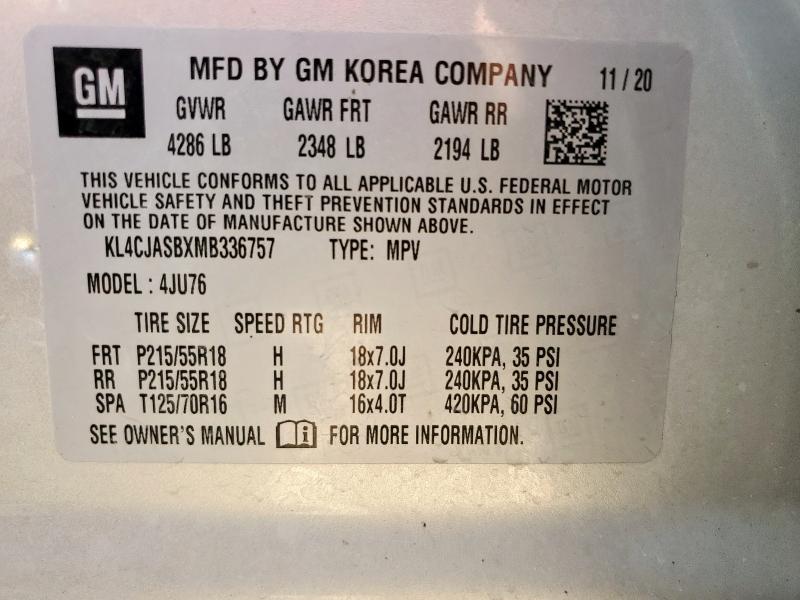 GM
MFD BY GM KOREA COMPANY 11/20
GVWR GAWR FRT GAWR RR
4286 LB 2348 LB 2194 LB
THIS VEHICLE CONFORMS TO ALL APPLICABLE U.S. FEDERAL MOTOR
VEHICLE SAFETY AND THEFT PREVENTION STANDARDS IN EFFECT
ON THE DATE OF MANUFACTURE SHOWN ABOVE.
KL4CJASBXMB336757 TYPE: MPV
MODEL : 4JU76
TIRE SIZE SPEED RTG RIM COLD TIRE PRESSURE
FRT P215/55R18 H 18x7.0J 240KPA, 35 PSI
RR P215/55R18 H 18x7.0J 240KPA, 35 PSI
SPA T125/70R16 M 16x4.0T 420KPA, 60 PSI
SEE OWNER'S MANUAL i FOR MORE INFORMATION.